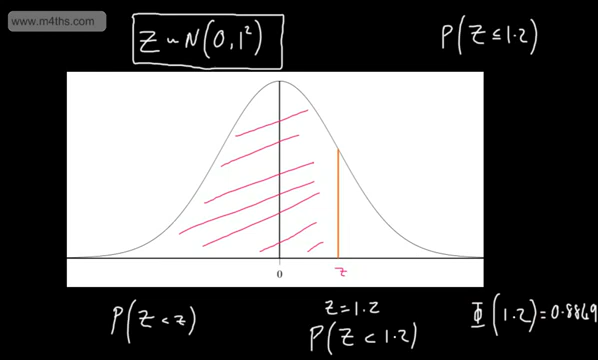 www.m4ths.com
Z ~ N(0,1²)
P(Z ≤ 1.2)
0
z
P(Z < z)
z = 1.2
P(Z < 1.2)
Φ(1.2) = 0.8849